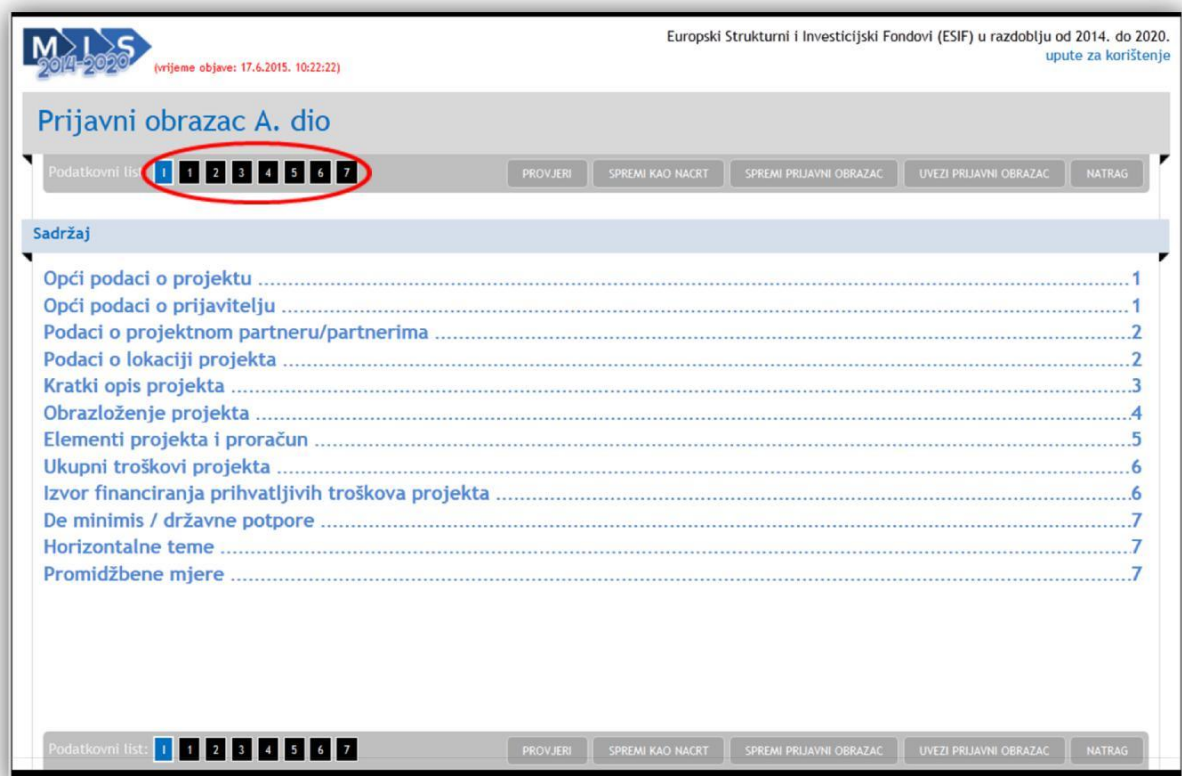 MIS
2014-2020
(vrijeme objave: 17.6.2015. 10:22:22)
Europski Strukturni i Investicijski Fondovi (ESIF) u razdoblju od 2014. do 2020.
upute za korištenje
Prijavni obrazac A. dio
Podatkovni list: I 1 2 3 4 5 6 7 PROVJERI SPREMI KAO NACRT SPREMI PRIJAVNI OBRAZAC UVEZI PRIJAVNI OBRAZAC NATRAG
Sadržaj
Opći podaci o projektu 1
Opći podaci o prijavitelju 1
Podaci o projektnom partneru/partnerima 2
Podaci o lokaciji projekta 2
Kratki opis projekta 3
Obrazloženje projekta 4
Elementi projekta i proračun 5
Ukupni troškovi projekta 6
Izvor financiranja prihvatljivih troškova projekta 6
De minimis / državne potpore 7
Horizontalne teme 7
Promidžbene mjere 7
Podatkovni list: I 1 2 3 4 5 6 7 PROVJERI SPREMI KAO NACRT SPREMI PRIJAVNI OBRAZAC UVEZI PRIJAVNI OBRAZAC NATRAG